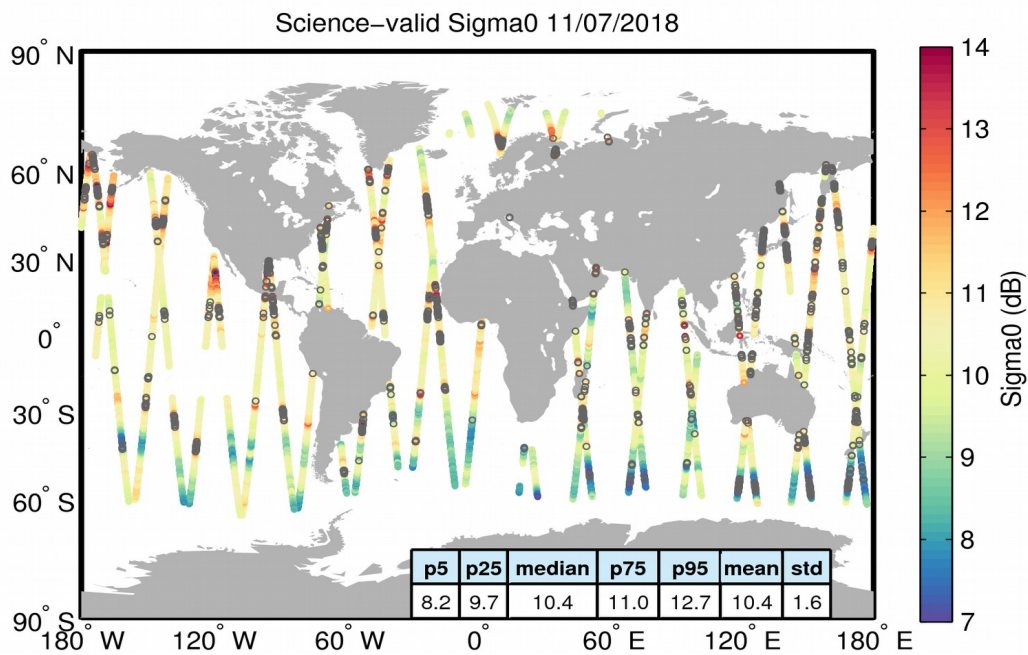 Science−valid Sigma0 11/07/2018
90° N
60° N
30° N
0°
30° S
60° S
90° S
180° W
120° W
60° W
0°
60° E
120° E
180° E
14
13
12
11
10
9
8
7
Sigma0 (dB)
p5 p25 median p75 p95 mean std
8.2 9.7 10.4 11.0 12.7 10.4 1.6